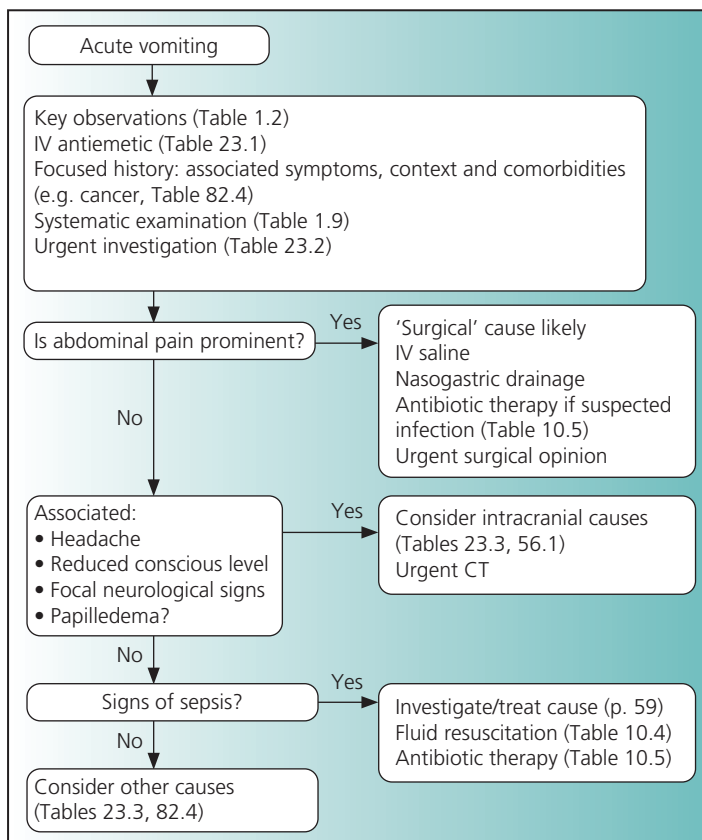 Acute vomiting
Key observations (Table 1.2)
IV antiemetic (Table 23.1)
Focused history: associated symptoms, context and comorbidities
(e.g. cancer, Table 82.4)
Systematic examination (Table 1.9)
Urgent investigation (Table 23.2)
Is abdominal pain prominent?
Yes
'Surgical' cause likely
IV saline
Nasogastric drainage
Antibiotic therapy if suspected
infection (Table 10.5)
Urgent surgical opinion
No
Associated:
• Headache
• Reduced conscious level
• Focal neurological signs
• Papilledema?
Yes
Consider intracranial causes
(Tables 23.3, 56.1)
Urgent CT
No
Signs of sepsis?
Yes
Investigate/treat cause (p. 59)
Fluid resuscitation (Table 10.4)
Antibiotic therapy (Table 10.5)
No
Consider other causes
(Tables 23.3, 82.4)